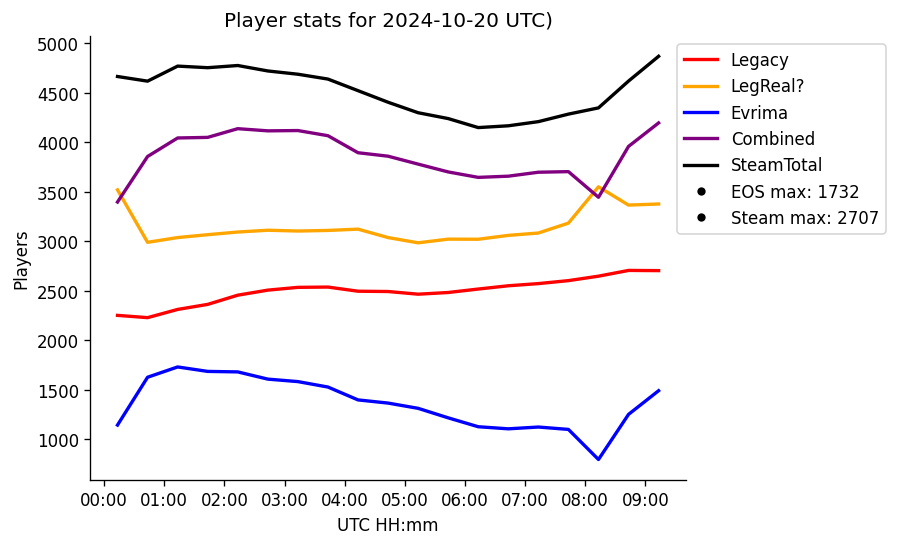 Player stats for 2024-10-20 UTC)
5000
4500
4000
3500
3000
2500
2000
1500
1000
Players
00:00 01:00 02:00 03:00 04:00 05:00 06:00 07:00 08:00 09:00
UTC HH:mm
Legacy
LegReal?
Evrima
Combined
SteamTotal
EOS max: 1732
Steam max: 2707